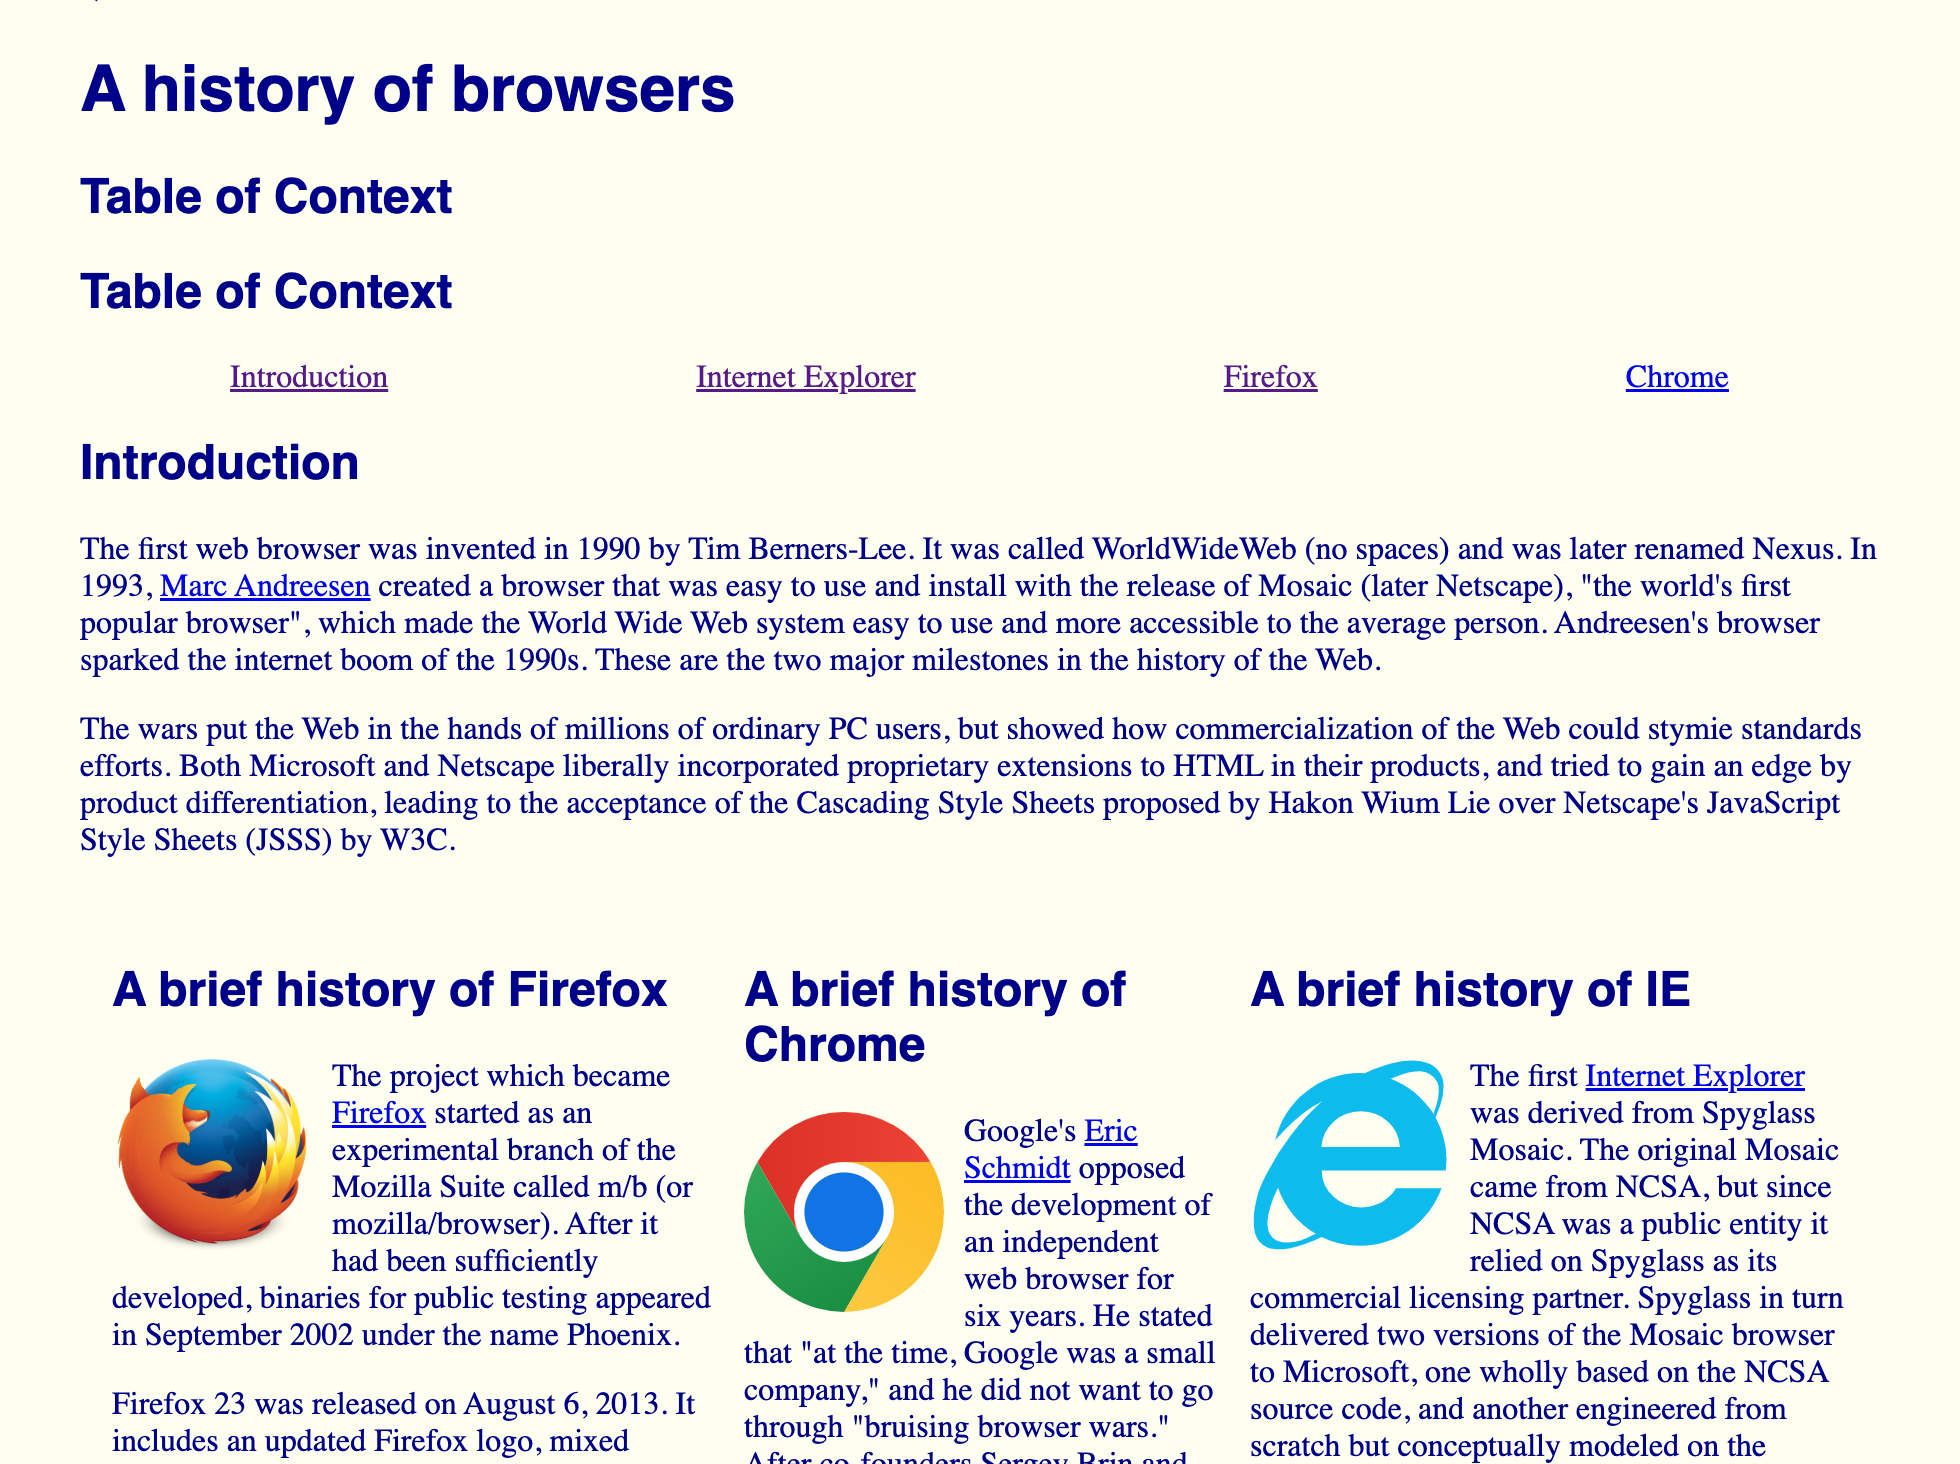 A history of browsers
Table of Context
Table of Context
Introduction Internet Explorer Firefox Chrome
Introduction
The first web browser was invented in 1990 by Tim Berners-Lee. It was called WorldWideWeb (no spaces) and was later renamed Nexus. In
1993, Marc Andreesen created a browser that was easy to use and install with the release of Mosaic (later Netscape), "the world's first
popular browser", which made the World Wide Web system easy to use and more accessible to the average person. Andreesen's browser
sparked the internet boom of the 1990s. These are the two major milestones in the history of the Web.
The wars put the Web in the hands of millions of ordinary PC users, but showed how commercialization of the Web could stymie standards
efforts. Both Microsoft and Netscape liberally incorporated proprietary extensions to HTML in their products, and tried to gain an edge by
product differentiation, leading to the acceptance of the Cascading Style Sheets proposed by Hakon Wium Lie over Netscape's JavaScript
Style Sheets (JSSS) by W3C.
A brief history of Firefox
The project which became
Firefox started as an
experimental branch of the
Mozilla Suite called m/b (or
mozilla/browser). After it
had been sufficiently
developed, binaries for public testing appeared
in September 2002 under the name Phoenix.
Firefox 23 was released on August 6, 2013. It
includes an updated Firefox logo, mixed
A brief history of
Chrome
Google's Eric
Schmidt opposed
the development of
an independent
web browser for
six years. He stated
that "at the time, Google was a small
company," and he did not want to go
through "bruising browser wars."
After co-founders Sergey Brin and
A brief history of IE
The first Internet Explorer
was derived from Spyglass
Mosaic. The original Mosaic
came from NCSA, but since
NCSA was a public entity it
relied on Spyglass as its
commercial licensing partner. Spyglass in turn
delivered two versions of the Mosaic browser
to Microsoft, one wholly based on the NCSA
source code, and another engineered from
scratch but conceptually modeled on the